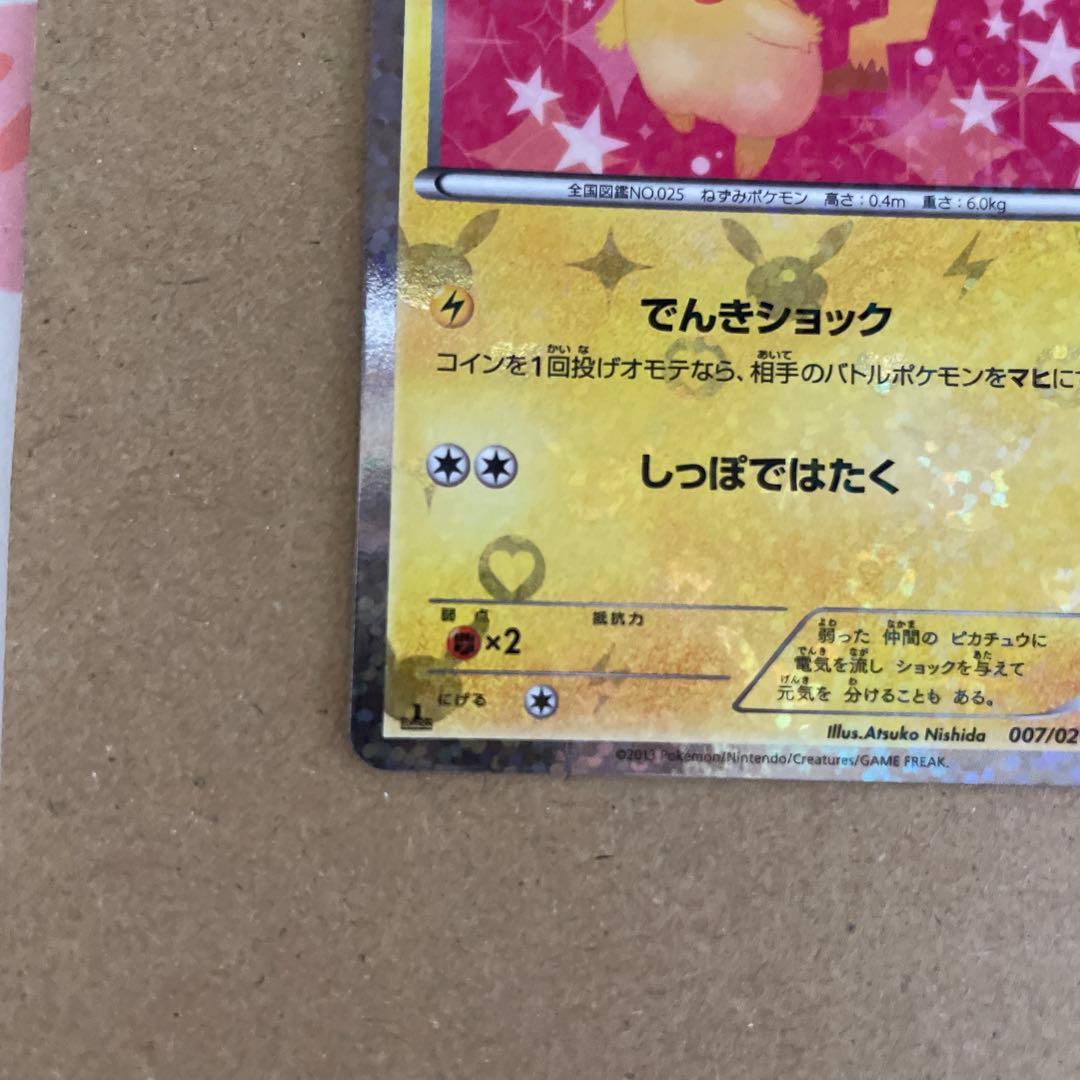 全国図鑑NO.025 ねずみポケモン 高さ:0.4m 重さ:6.0kg
でんきショック
コインを1回投げオモテなら、相手のバトルポケモンをマヒに
しっぽではたく
弱点 抵抗力
×2
にげる
弱った 仲間の ピカチュウに
電気を流し ショックを与えて
元気を 分けることも ある。
Illus.Atsuko Nishida 007/02
©2013 Pokémon/Nintendo/Creatures/GAME FREAK.